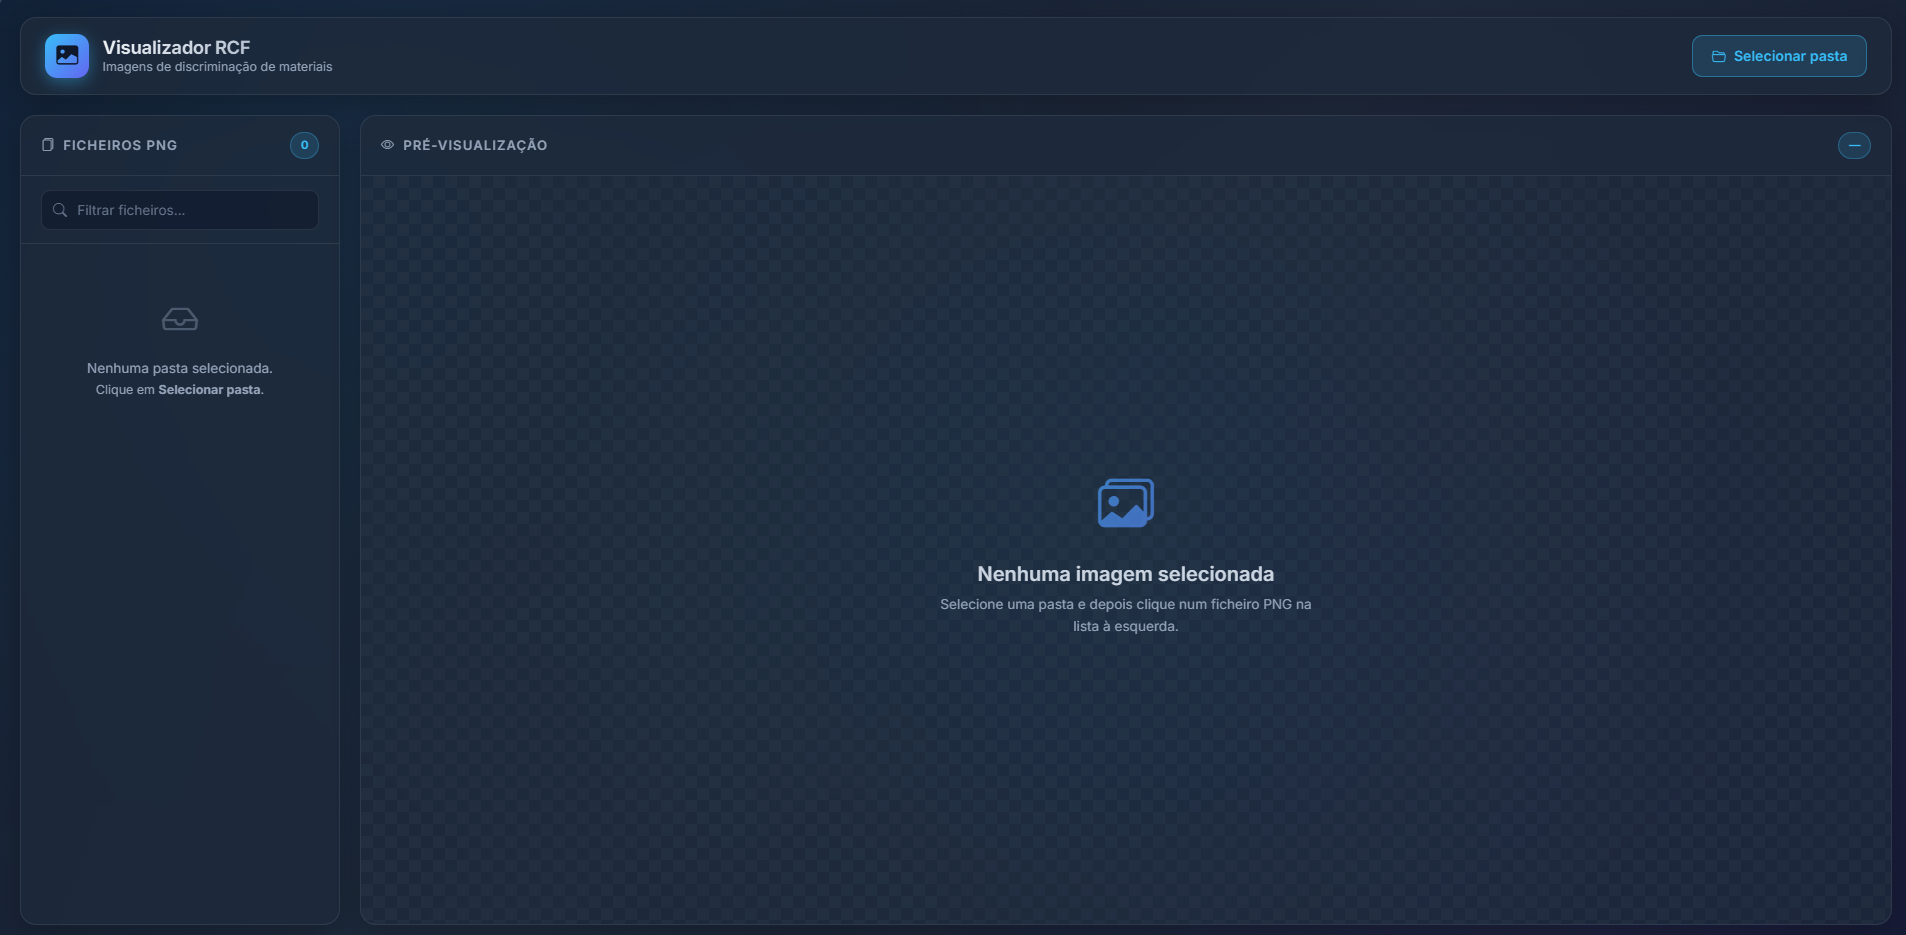 Visualizador RCF
Imagens de discriminação de materiais
Selecionar pasta
FICHEIROS PNG
0
Filtrar ficheiros...
Nenhuma pasta selecionada.
Clique em Selecionar pasta.
PRÉ-VISUALIZAÇÃO
—
Nenhuma imagem selecionada
Selecione uma pasta e depois clique num ficheiro PNG na
lista à esquerda.